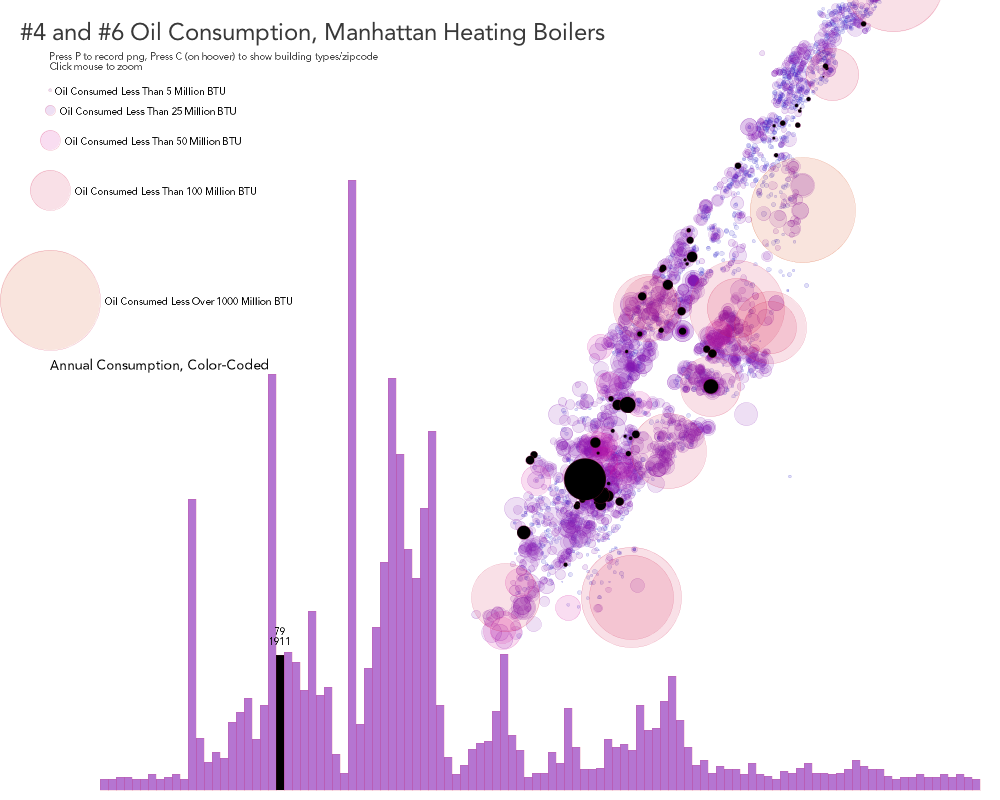 #4 and #6 Oil Consumption, Manhattan Heating Boilers
Press P to record png, Press C (on hoover) to show building types/zipcode
Click mouse to zoom
Oil Consumed Less Than 5 Million BTU
Oil Consumed Less Than 25 Million BTU
Oil Consumed Less Than 50 Million BTU
Oil Consumed Less Than 100 Million BTU
Oil Consumed Less Over 1000 Million BTU
Annual Consumption, Color-Coded
79
1911